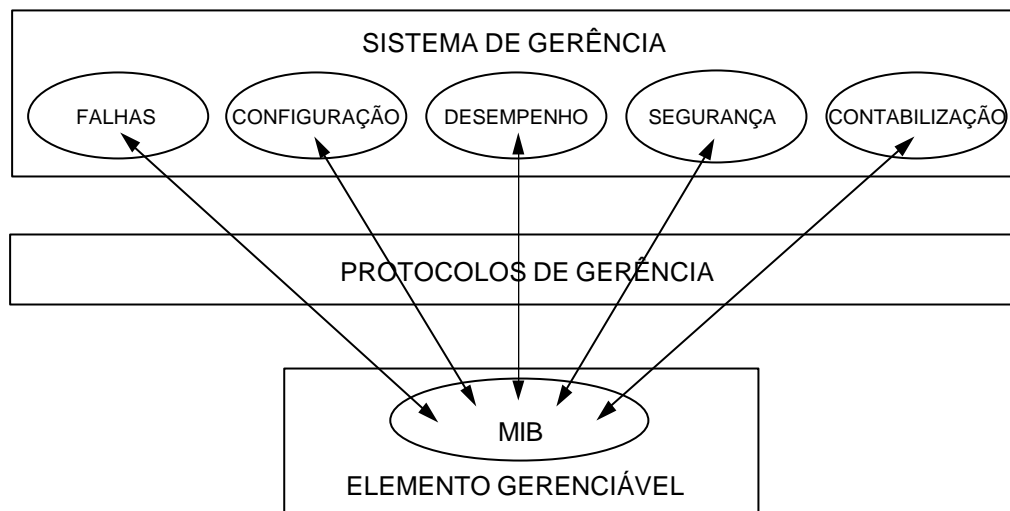 SISTEMA DE GERÊNCIA
FALHAS CONFIGURAÇÃO DESEMPENHO SEGURANÇA CONTABILIZAÇÃO
PROTOCOLOS DE GERÊNCIA
MIB
ELEMENTO GERENCIÁVEL